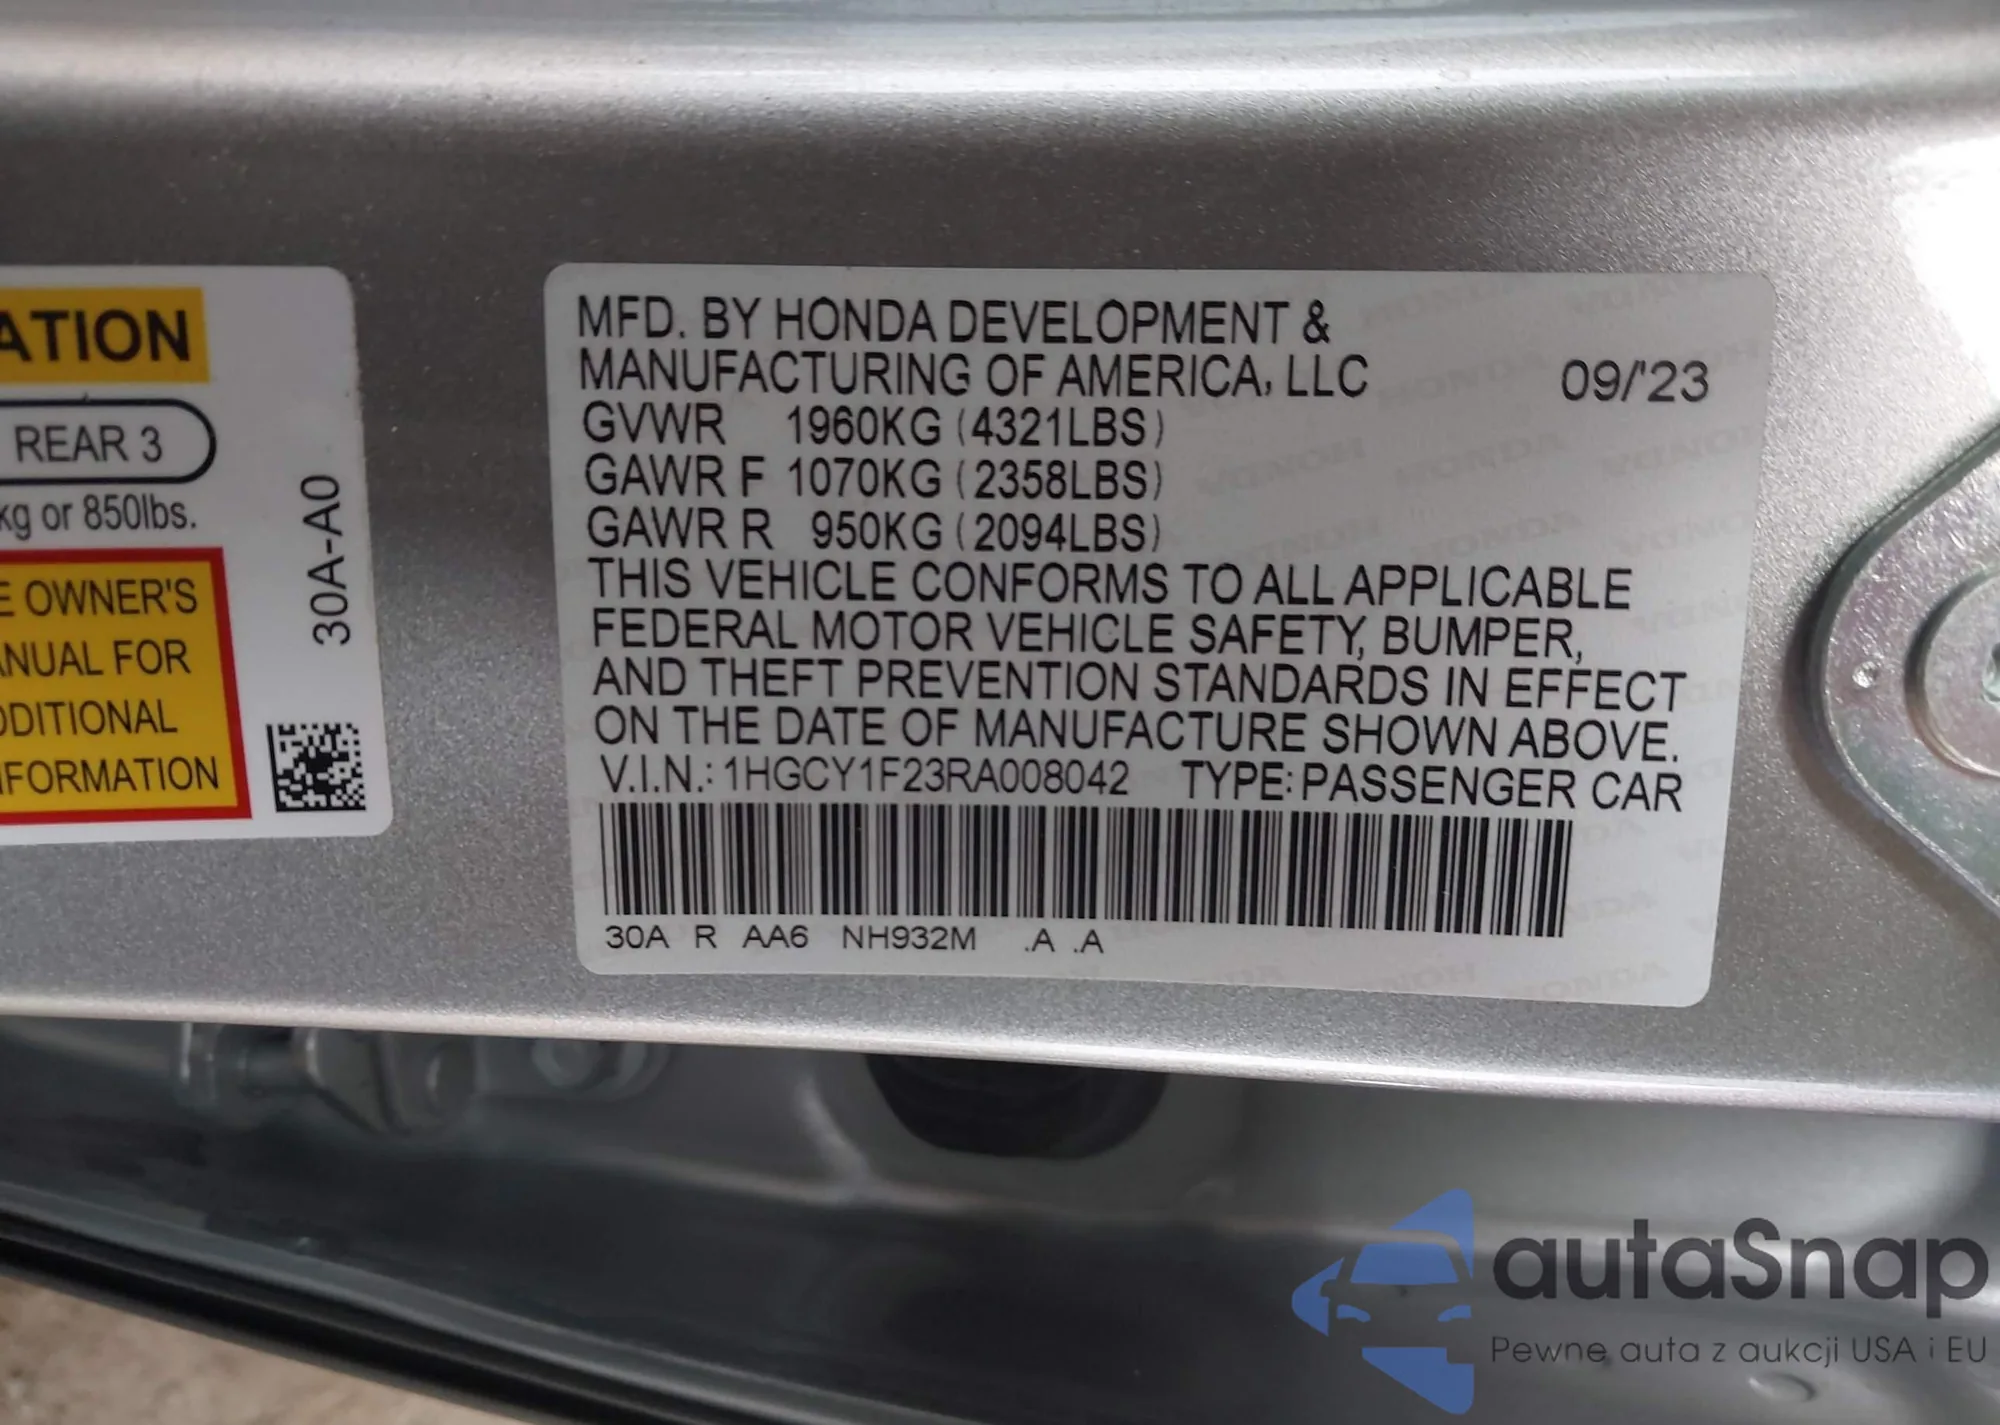 ATION
REAR 3
kg or 850lbs.
E OWNER'S
ANUAL FOR
DDITIONAL
NFORMATION
30A-A0
MFD. BY HONDA DEVELOPMENT &
MANUFACTURING OF AMERICA, LLC 09/'23
GVWR 1960KG (4321LBS)
GAWR F 1070KG (2358LBS)
GAWR R 950KG (2094LBS)
THIS VEHICLE CONFORMS TO ALL APPLICABLE
FEDERAL MOTOR VEHICLE SAFETY, BUMPER,
AND THEFT PREVENTION STANDARDS IN EFFECT
ON THE DATE OF MANUFACTURE SHOWN ABOVE.
V.I.N.: 1HGCY1F23RA008042 TYPE: PASSENGER CAR
30A R AA6 NH932M .A .A
autaSnap
Pewne auta z aukcji USA i EU